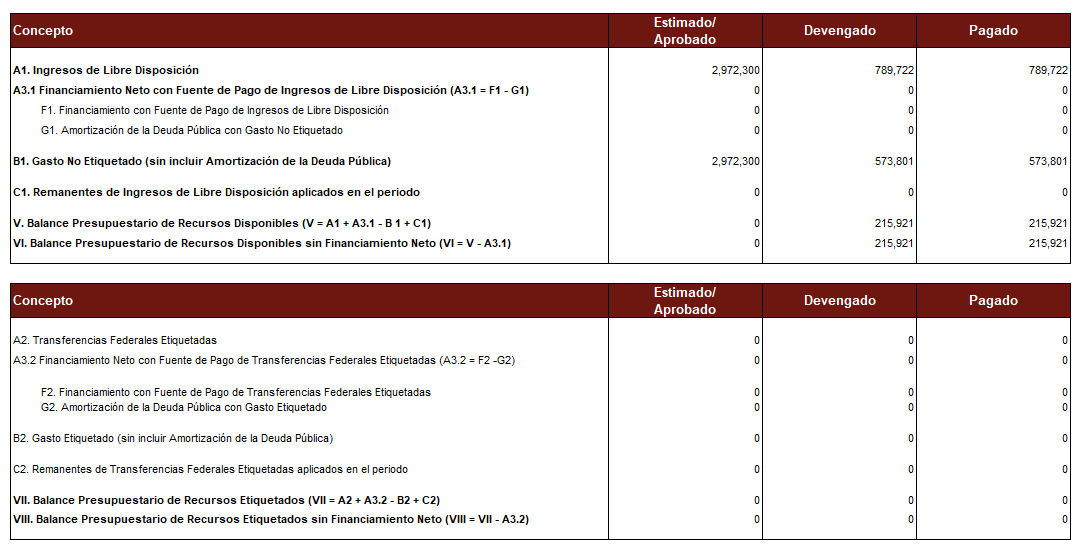 Concepto Estimado/ Aprobado Devengado Pagado
A1. Ingresos de Libre Disposición 2,972,300 789,722 789,722
A3.1 Financiamiento Neto con Fuente de Pago de Ingresos de Libre Disposición (A3.1 = F1 - G1) 0 0 0
F1. Financiamiento con Fuente de Pago de Ingresos de Libre Disposición 0 0 0
G1. Amortización de la Deuda Pública con Gasto No Etiquetado 0 0 0
B1. Gasto No Etiquetado (sin incluir Amortización de la Deuda Pública) 2,972,300 573,801 573,801
C1. Remanentes de Ingresos de Libre Disposición aplicados en el periodo 0 0 0
V. Balance Presupuestario de Recursos Disponibles (V = A1 + A3.1 - B 1 + C1) 0 215,921 215,921
VI. Balance Presupuestario de Recursos Disponibles sin Financiamiento Neto (VI = V - A3.1) 0 215,921 215,921
Concepto Estimado/ Aprobado Devengado Pagado
A2. Transferencias Federales Etiquetadas 0 0 0
A3.2 Financiamiento Neto con Fuente de Pago de Transferencias Federales Etiquetadas (A3.2 = F2 -G2) 0 0 0
F2. Financiamiento con Fuente de Pago de Transferencias Federales Etiquetadas 0 0 0
G2. Amortización de la Deuda Pública con Gasto Etiquetado 0 0 0
B2. Gasto Etiquetado (sin incluir Amortización de la Deuda Pública) 0 0 0
C2. Remanentes de Transferencias Federales Etiquetadas aplicados en el periodo 0 0 0
VII. Balance Presupuestario de Recursos Etiquetados (VII = A2 + A3.2 - B2 + C2) 0 0 0
VIII. Balance Presupuestario de Recursos Etiquetados sin Financiamiento Neto (VIII = VII - A3.2) 0 0 0